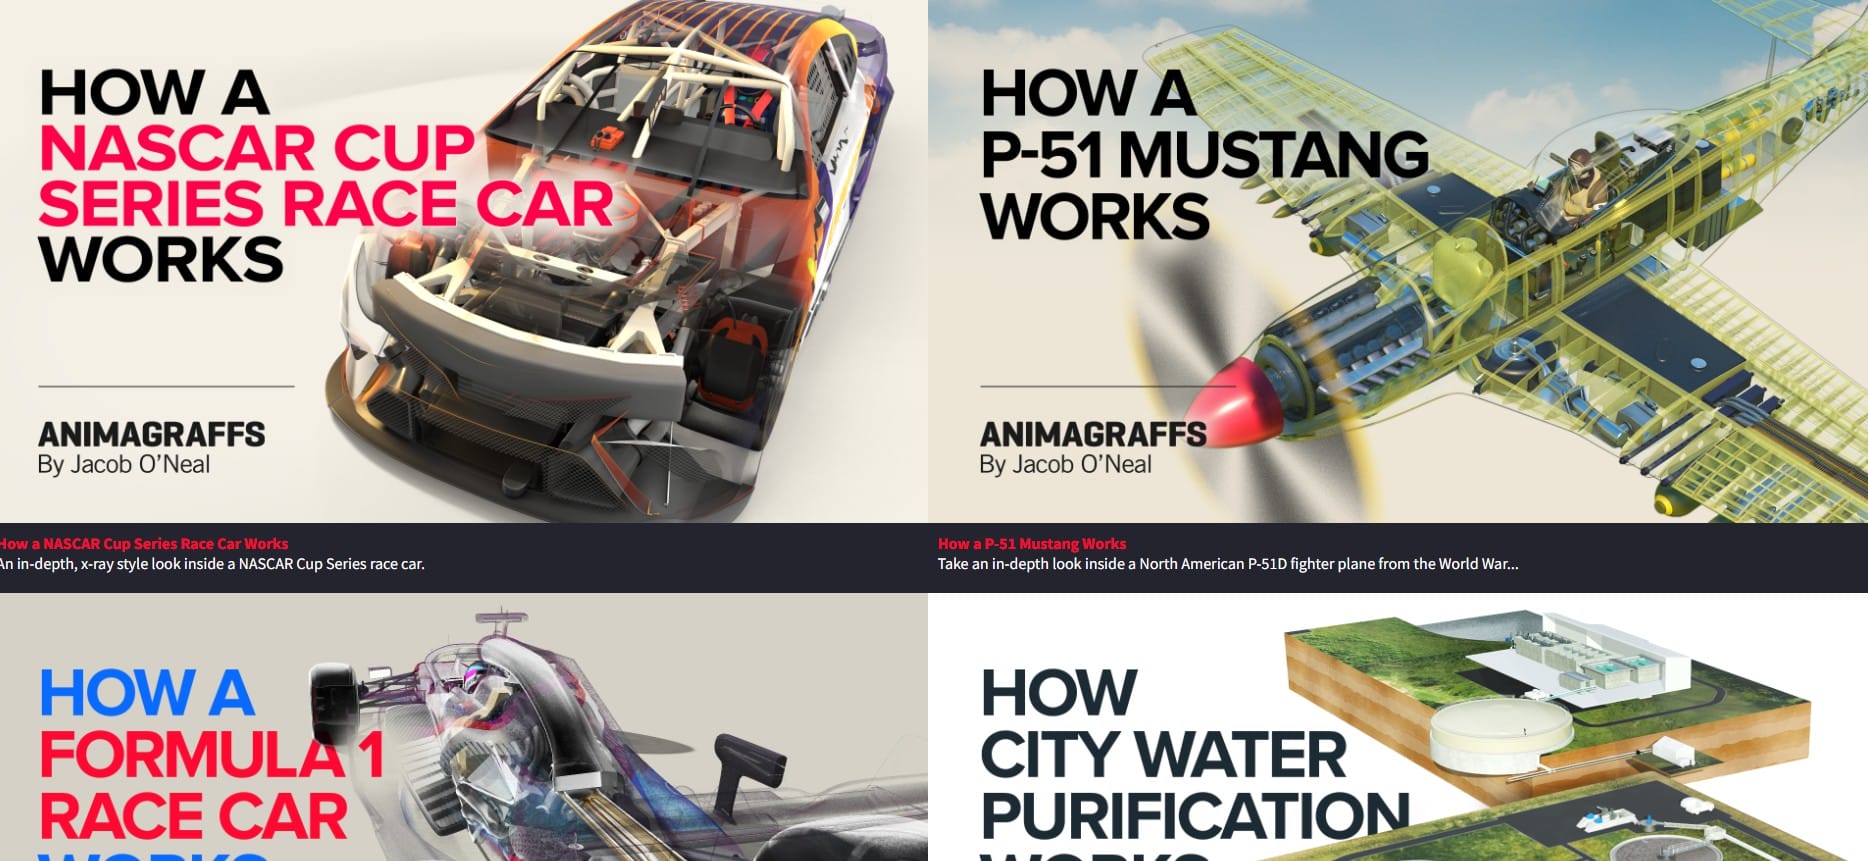 HOW A
NASCAR CUP
SERIES RACE CAR
WORKS
ANIMAGRAFFS
By Jacob O'Neal
HOW A
P-51 MUSTANG
WORKS
ANIMAGRAFFS
By Jacob O'Neal
How a NASCAR Cup Series Race Car Works
An in-depth, x-ray style look inside a NASCAR Cup Series race car.
How a P-51 Mustang Works
Take an in-depth look inside a North American P-51D fighter plane from the World War...
HOW A
FORMULA 1
RACE CAR
WORKS
HOW
CITY WATER
PURIFICATION
WORKS